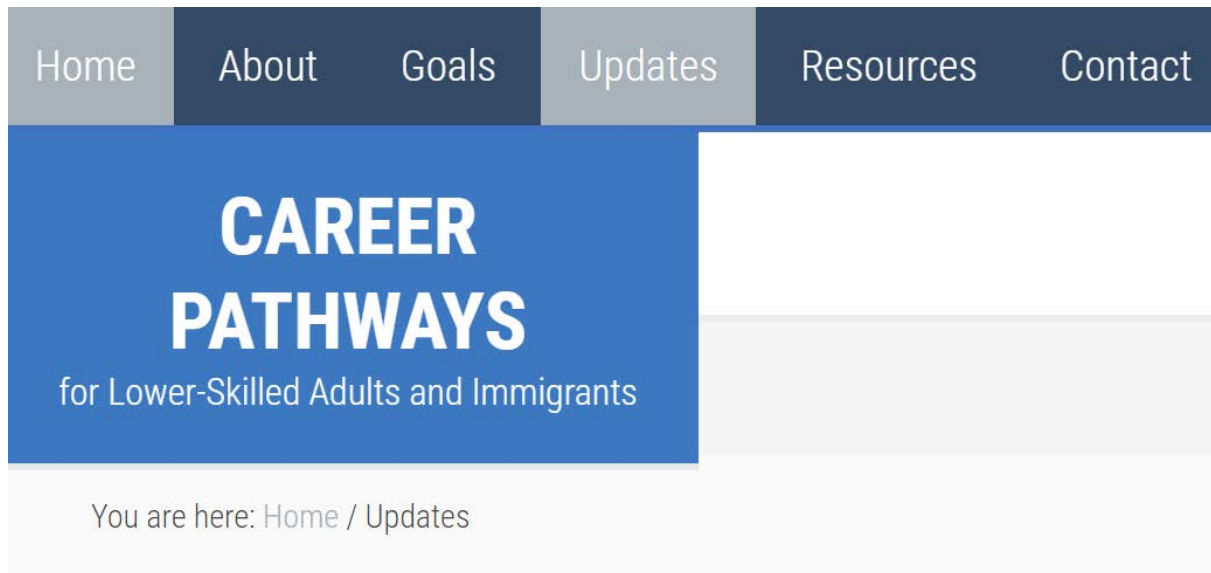 Home About Goals Updates Resources Contact
CAREER
PATHWAYS
for Lower-Skilled Adults and Immigrants
You are here: Home / Updates